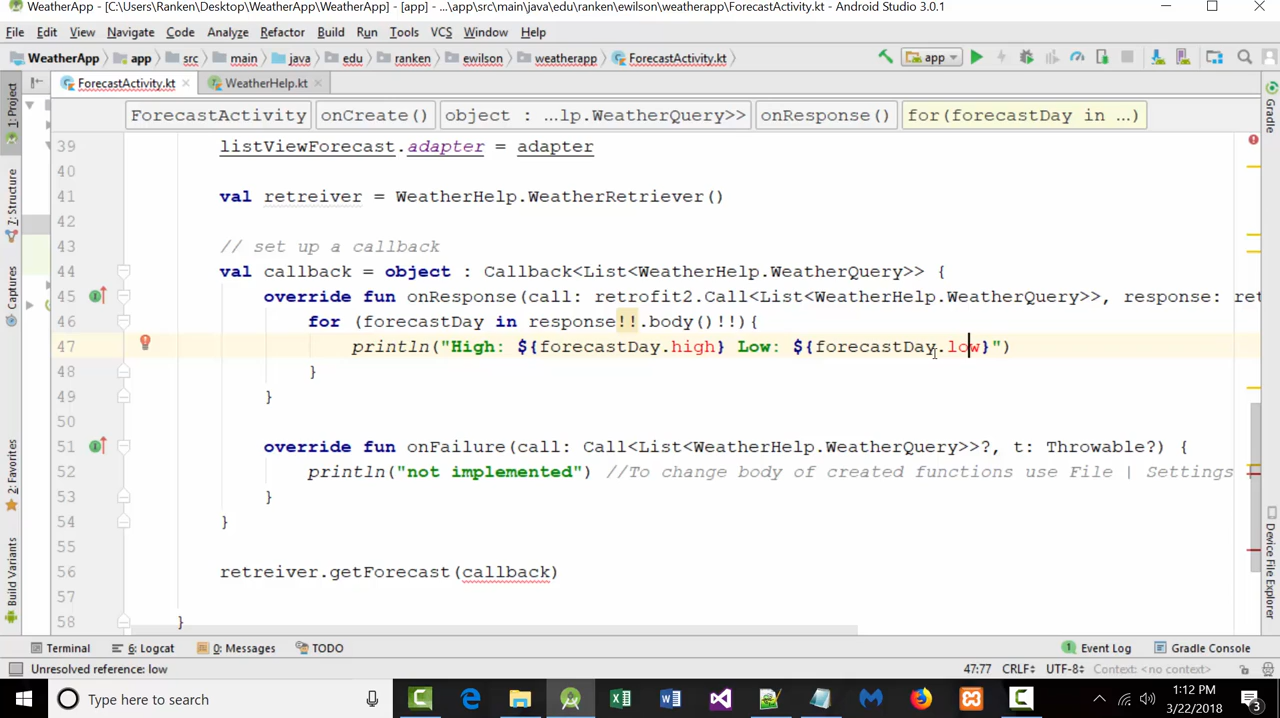 WeatherApp - [C:\Users\Ranken\Desktop\WeatherApp\WeatherApp] - [app] - ...\app\src\main\java\edu\ranken\ewilson\weatherapp\ForecastActivity.kt - Android Studio 3.0.1
File Edit View Navigate Code Analyze Refactor Build Run Tools VCS Window Help
WeatherApp app src main java edu ranken ewilson weatherapp ForecastActivity.kt app
ForecastActivity.kt WeatherHelp.kt
1: Project
7: Structure
Captures
2: Favorites
Build Variants
Gradle
Device File Explorer
ForecastActivity onCreate() object : ...lp.WeatherQuery>> onResponse() for(forecastDay in ...)
39 listViewForecast.adapter = adapter
40
41 val retreiver = WeatherHelp.WeatherRetriever()
42
43 // set up a callback
44 val callback = object : Callback<List<WeatherHelp.WeatherQuery>> {
45 override fun onResponse(call: retrofit2.Call<List<WeatherHelp.WeatherQuery>>, response: ret
46 for (forecastDay in response!!.body()!!){
47 println("High: ${forecastDay.high} Low: ${forecastDay.low}")
48 }
49 }
50
51 override fun onFailure(call: Call<List<WeatherHelp.WeatherQuery>>?, t: Throwable?) {
52 println("not implemented") //To change body of created functions use File | Settings
53 }
54 }
55
56 retreiver.getForecast(callback)
57
58 }
Terminal 6: Logcat 0: Messages TODO 1 Event Log Gradle Console
Unresolved reference: low 47:77 CRLF÷ UTF-8÷ Context: <no context>
Type here to search 1:12 PM
3/22/2018 3